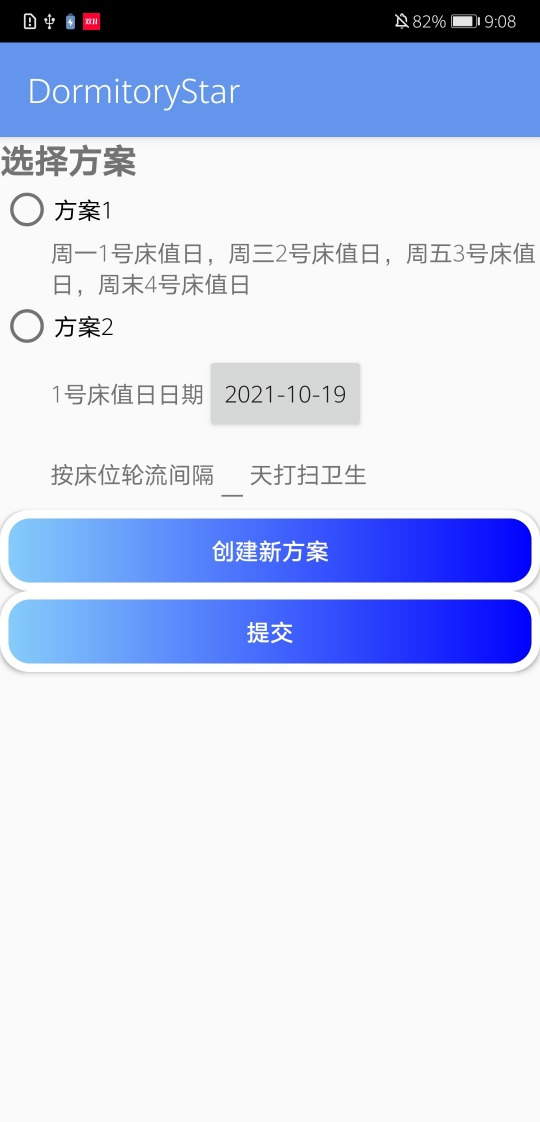 82% 9:08
DormitoryStar
选择方案
方案1
周一1号床值日，周三2号床值日，周五3号床值
日，周末4号床值日
方案2
1号床值日日期 2021-10-19
按床位轮流间隔 __ 天打扫卫生
创建新方案
提交